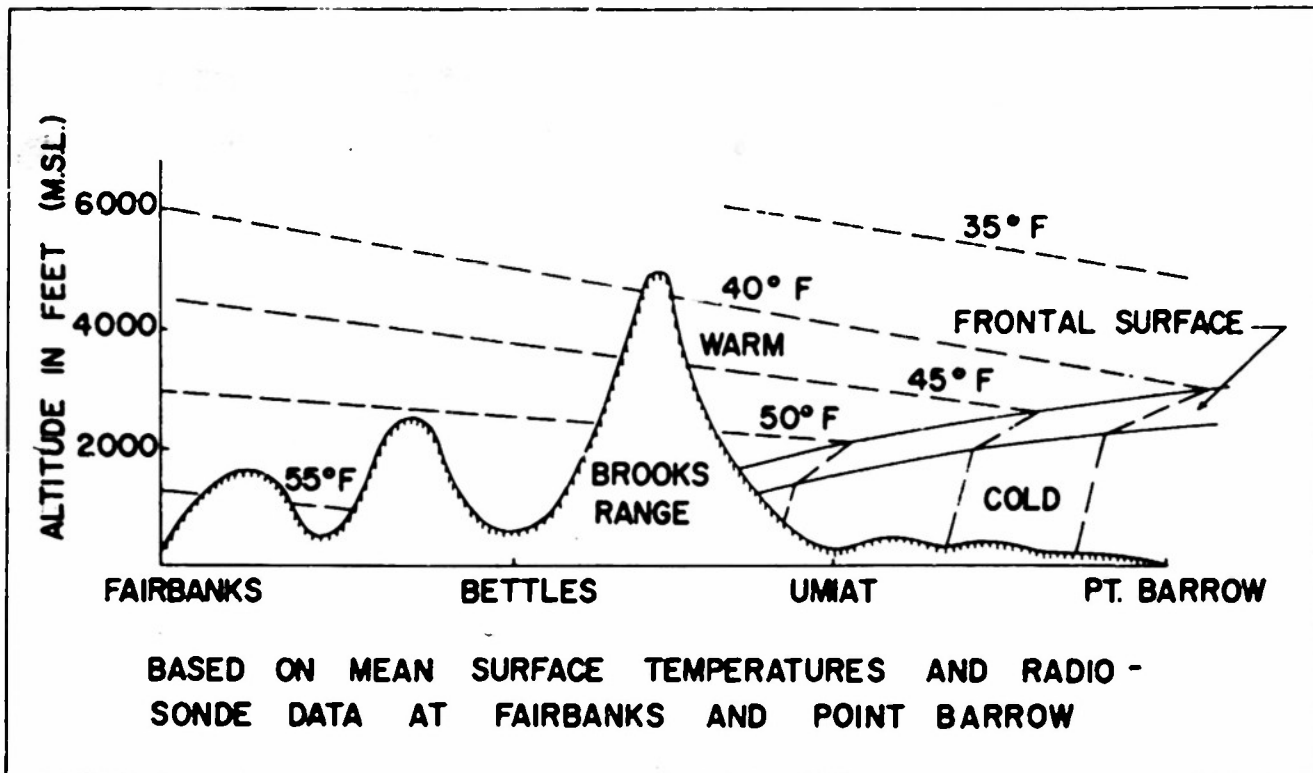 ALTITUDE IN FEET (M.S.L.)
6000
4000
2000
35° F
40° F
FRONTAL SURFACE
WARM
45° F
50° F
55°F
BROOKS
RANGE
COLD
FAIRBANKS
BETTLES
UMIAT
PT. BARROW
BASED ON MEAN SURFACE TEMPERATURES AND RADIO -
SONDE DATA AT FAIRBANKS AND POINT BARROW